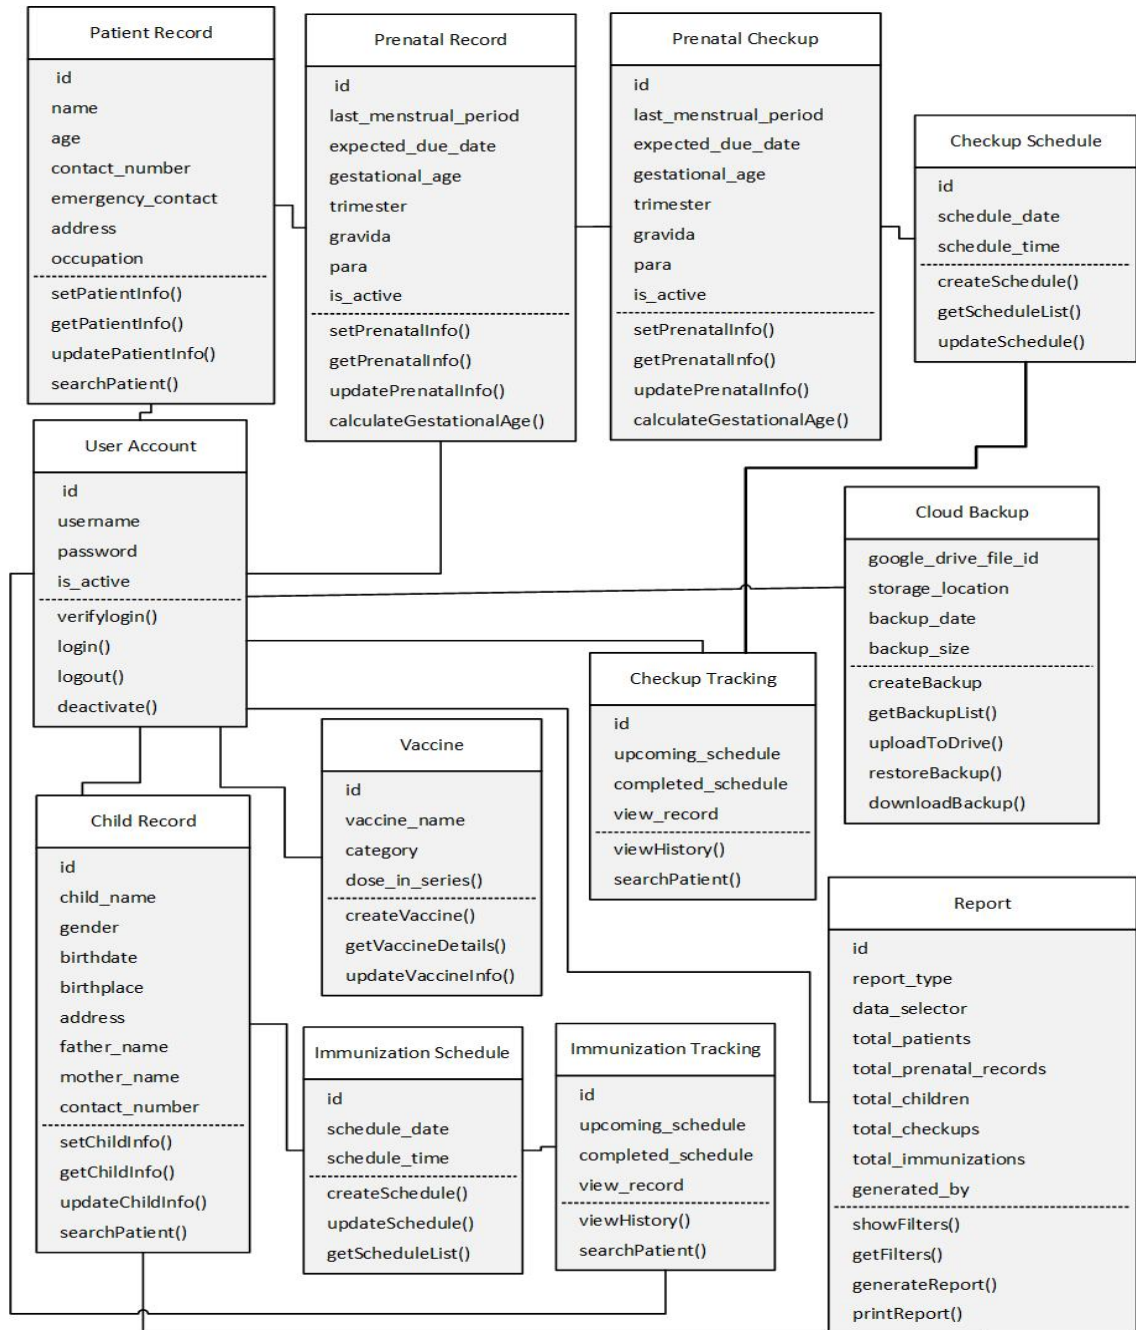 Patient Record
id
name
age
contact_number
emergency_contact
address
occupation
setPatientInfo()
getPatientInfo()
updatePatientInfo()
searchPatient()
Prenatal Record
id
last_menstrual_period
expected_due_date
gestational_age
trimester
gravida
para
is_active
setPrenatalInfo()
getPrenatalInfo()
updatePrenatalInfo()
calculateGestationalAge()
Prenatal Checkup
id
last_menstrual_period
expected_due_date
gestational_age
trimester
gravida
para
is_active
setPrenatalInfo()
getPrenatalInfo()
updatePrenatalInfo()
calculateGestationalAge()
Checkup Schedule
id
schedule_date
schedule_time
createSchedule()
getScheduleList()
updateSchedule()
User Account
id
username
password
is_active
verifylogin()
login()
logout()
deactivate()
Cloud Backup
google_drive_file_id
storage_location
backup_date
backup_size
createBackup
getBackupList()
uploadToDrive()
restoreBackup()
downloadBackup()
Checkup Tracking
id
upcoming_schedule
completed_schedule
view_record
viewHistory()
searchPatient()
Vaccine
id
vaccine_name
category
dose_in_series()
createVaccine()
getVaccineDetails()
updateVaccineInfo()
Child Record
id
child_name
gender
birthdate
birthplace
address
father_name
mother_name
contact_number
setChildInfo()
getChildInfo()
updateChildInfo()
searchPatient()
Immunization Schedule
id
schedule_date
schedule_time
createSchedule()
updateSchedule()
getScheduleList()
Immunization Tracking
id
upcoming_schedule
completed_schedule
view_record
viewHistory()
searchPatient()
Report
id
report_type
data_selector
total_patients
total_prenatal_records
total_children
total_checkups
total_immunizations
generated_by
showFilters()
getFilters()
generateReport()
printReport()